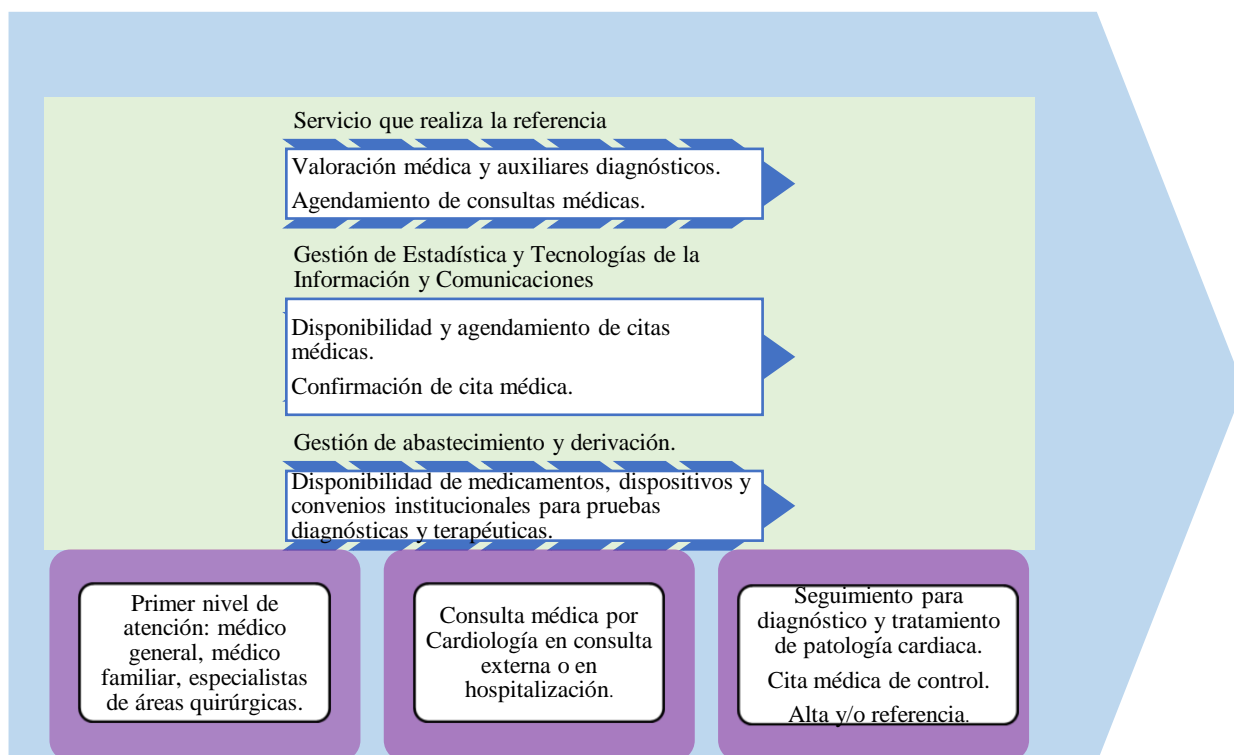 Servicio que realiza la referencia
Valoración médica y auxiliares diagnósticos.
Agendamiento de consultas médicas.
Gestión de Estadística y Tecnologías de la
Información y Comunicaciones
Disponibilidad y agendamiento de citas
médicas.
Confirmación de cita médica.
Gestión de abastecimiento y derivación.
Disponibilidad de medicamentos, dispositivos y
convenios institucionales para pruebas
diagnósticas y terapéuticas.
Primer nivel de
atención: médico
general, médico
familiar, especialistas
de áreas quirúrgicas.
Consulta médica por
Cardiología en consulta
externa o en
hospitalización.
Seguimiento para
diagnóstico y tratamiento
de patología cardiaca.
Cita médica de control.
Alta y/o referencia.